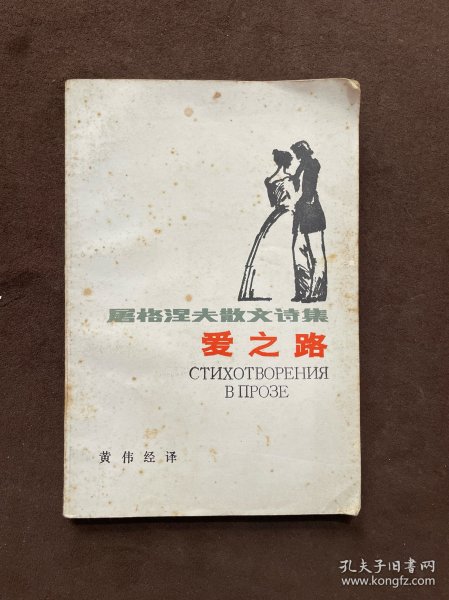 屠格涅夫散文诗集
爱之路
СТИХОТВОРЕНИЯ
В ПРОЗЕ
黄伟经译
孔夫子旧书网
www.kongfz.com